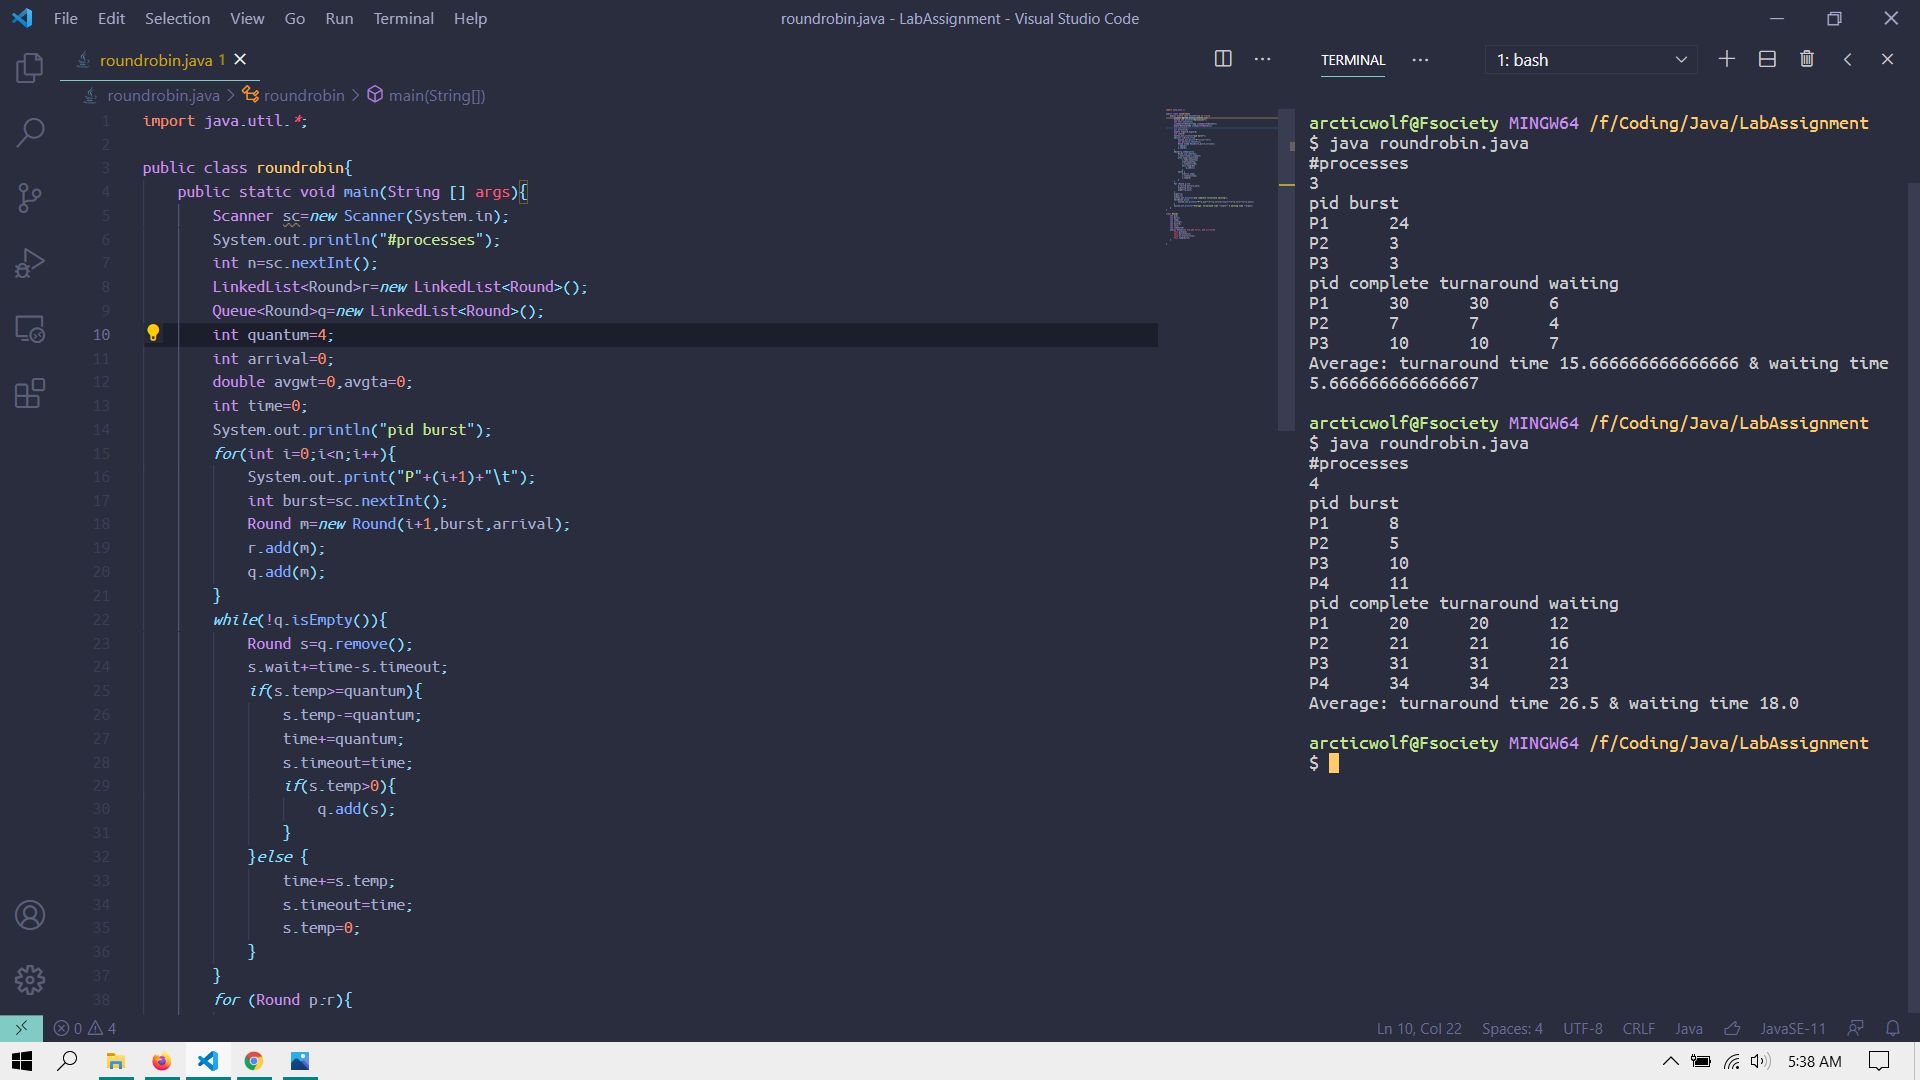 File Edit Selection View Go Run Terminal Help
roundrobin.java - LabAssignment - Visual Studio Code
roundrobin.java 1
roundrobin.java > roundrobin > main(String[])
1 import java.util.*;
2
3 public class roundrobin{
4 public static void main(String [] args){
5 Scanner sc=new Scanner(System.in);
6 System.out.println("#processes");
7 int n=sc.nextInt();
8 LinkedList<Round>r=new LinkedList<Round>();
9 Queue<Round>q=new LinkedList<Round>();
10 int quantum=4;
11 int arrival=0;
12 double avgwt=0,avgta=0;
13 int time=0;
14 System.out.println("pid burst");
15 for(int i=0;i<n;i++){
16 System.out.print("P"+(i+1)+"\t");
17 int burst=sc.nextInt();
18 Round m=new Round(i+1,burst,arrival);
19 r.add(m);
20 q.add(m);
21 }
22 while(!q.isEmpty()){
23 Round s=q.remove();
24 s.wait+=time-s.timeout;
25 if(s.temp>=quantum){
26 s.temp-=quantum;
27 time+=quantum;
28 s.timeout=time;
29 if(s.temp>0){
30 q.add(s);
31 }
32 }else {
33 time+=s.temp;
34 s.timeout=time;
35 s.temp=0;
36 }
37 }
38 for (Round p:r){
TERMINAL 1: bash
arcticwolf@Fsociety MINGW64 /f/Coding/Java/LabAssignment
$ java roundrobin.java
#processes
3
pid burst
P1 24
P2 3
P3 3
pid complete turnaround waiting
P1 30 30 6
P2 7 7 4
P3 10 10 7
Average: turnaround time 15.666666666666666 & waiting time
5.666666666666667
arcticwolf@Fsociety MINGW64 /f/Coding/Java/LabAssignment
$ java roundrobin.java
#processes
4
pid burst
P1 8
P2 5
P3 10
P4 11
pid complete turnaround waiting
P1 20 20 12
P2 21 21 16
P3 31 31 21
P4 34 34 23
Average: turnaround time 26.5 & waiting time 18.0
arcticwolf@Fsociety MINGW64 /f/Coding/Java/LabAssignment
$
0 4
Ln 10, Col 22 Spaces: 4 UTF-8 CRLF Java JavaSE-11
5:38 AM